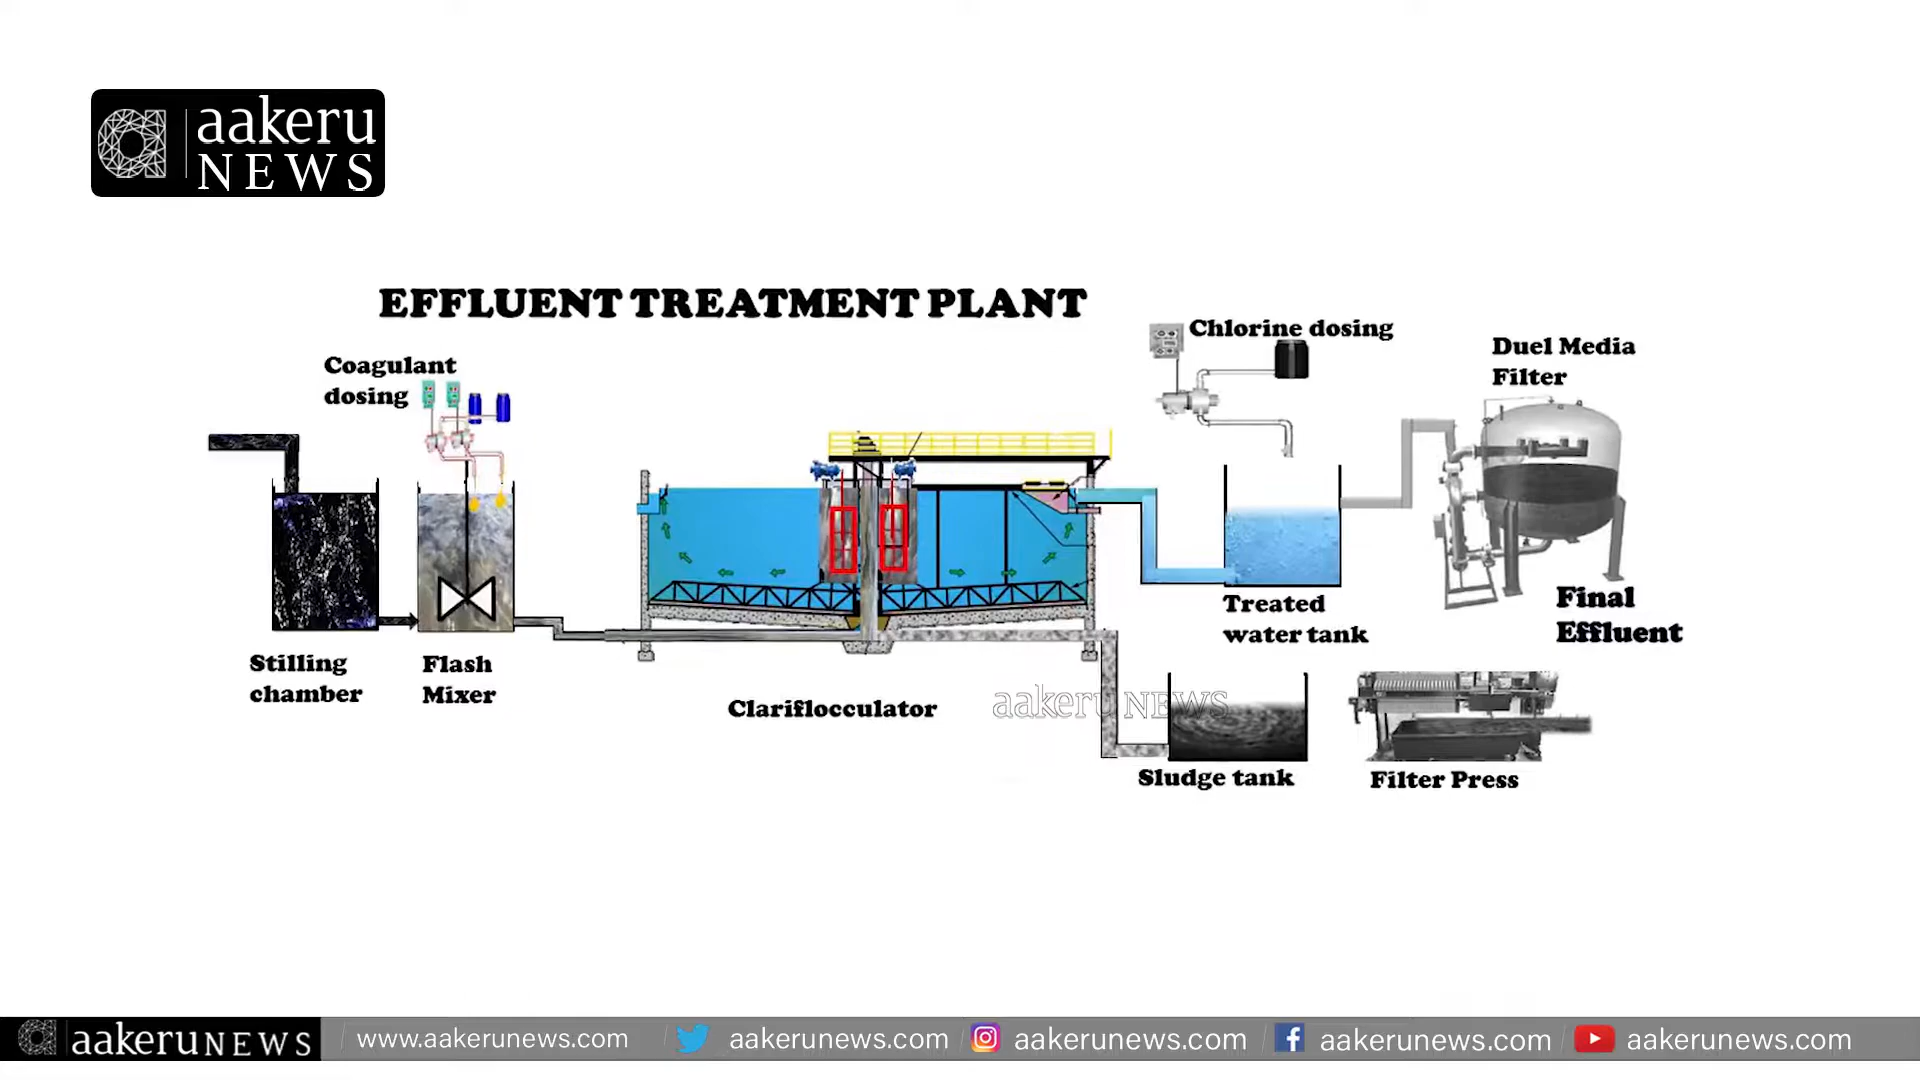 aakeru
NEWS
EFFLUENT TREATMENT PLANT
Coagulant
dosing
Chlorine dosing
Duel Media
Filter
Stilling
chamber
Flash
Mixer
Clariflocculator
Treated
water tank
Final
Effluent
aakeru NEWS
Sludge tank
Filter Press
aakeru NEWS
www.aakerunews.com
aakerunews.com
aakerunews.com
aakerunews.com
aakerunews.com